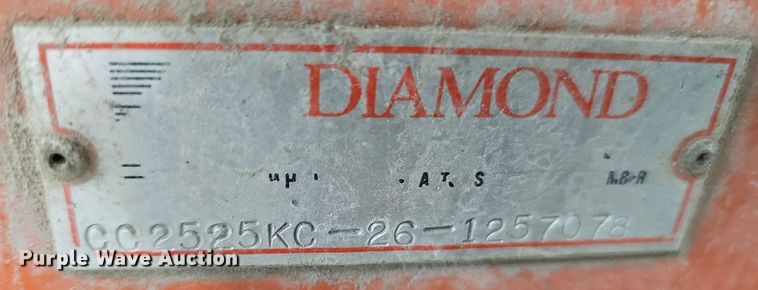 DIAMOND
CC2525KC-26-1257078
Purple Wave Auction